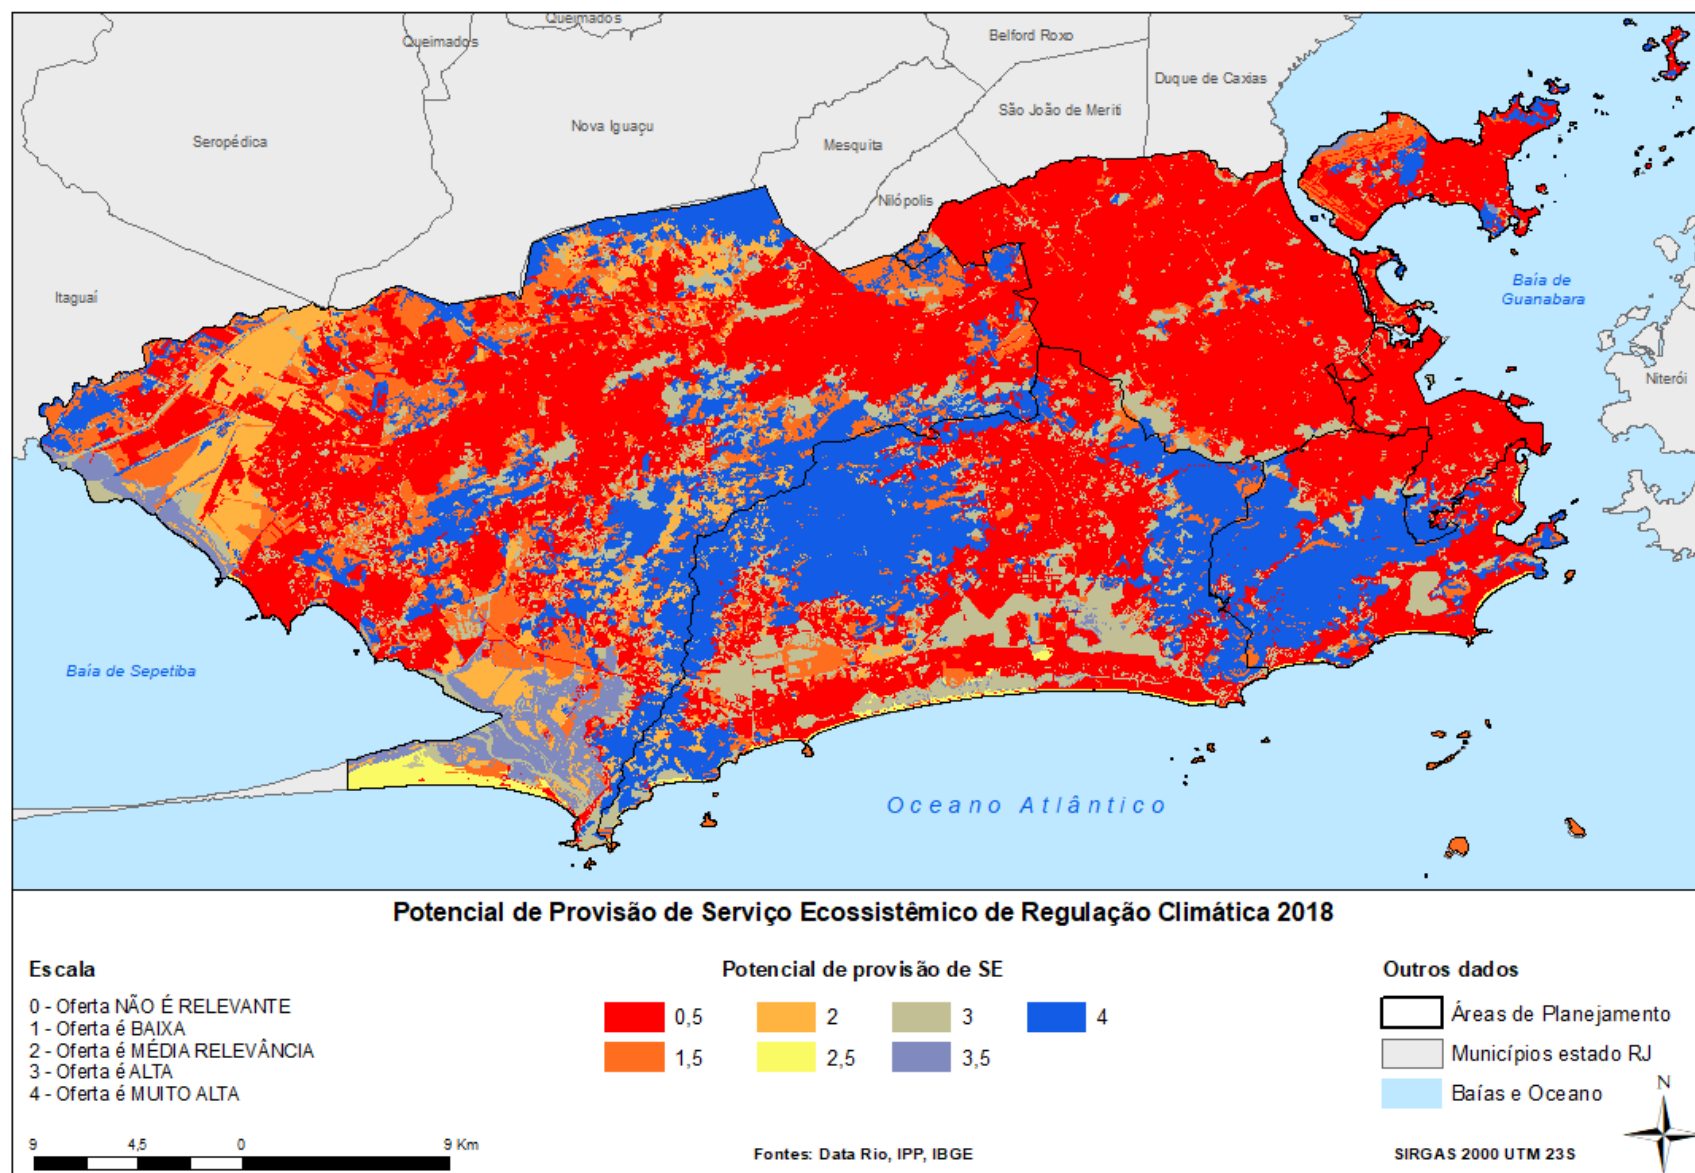 Queimados
Queimados
Belford Roxo
Duque de Caxias
São João de Meriti
Nova Iguaçu
Seropédica
Mesquita
Nilópolis
Itaguaí
Baía de
Guanabara
Niterói
Baía de Sepetiba
Oceano Atlântico
Potencial de Provisão de Serviço Ecossistêmico de Regulação Climática 2018
Escala
0 - Oferta NÃO É RELEVANTE
1 - Oferta é BAIXA
2 - Oferta é MÉDIA RELEVÂNCIA
3 - Oferta é ALTA
4 - Oferta é MUITO ALTA
Potencial de provisão de SE
0,5 2 3 4
1,5 2,5 3,5
Outros dados
Áreas de Planejamento
Municípios estado RJ
Baías e Oceano
N
9 4,5 0 9 Km
Fontes: Data Rio, IPP, IBGE
SIRGAS 2000 UTM 23S